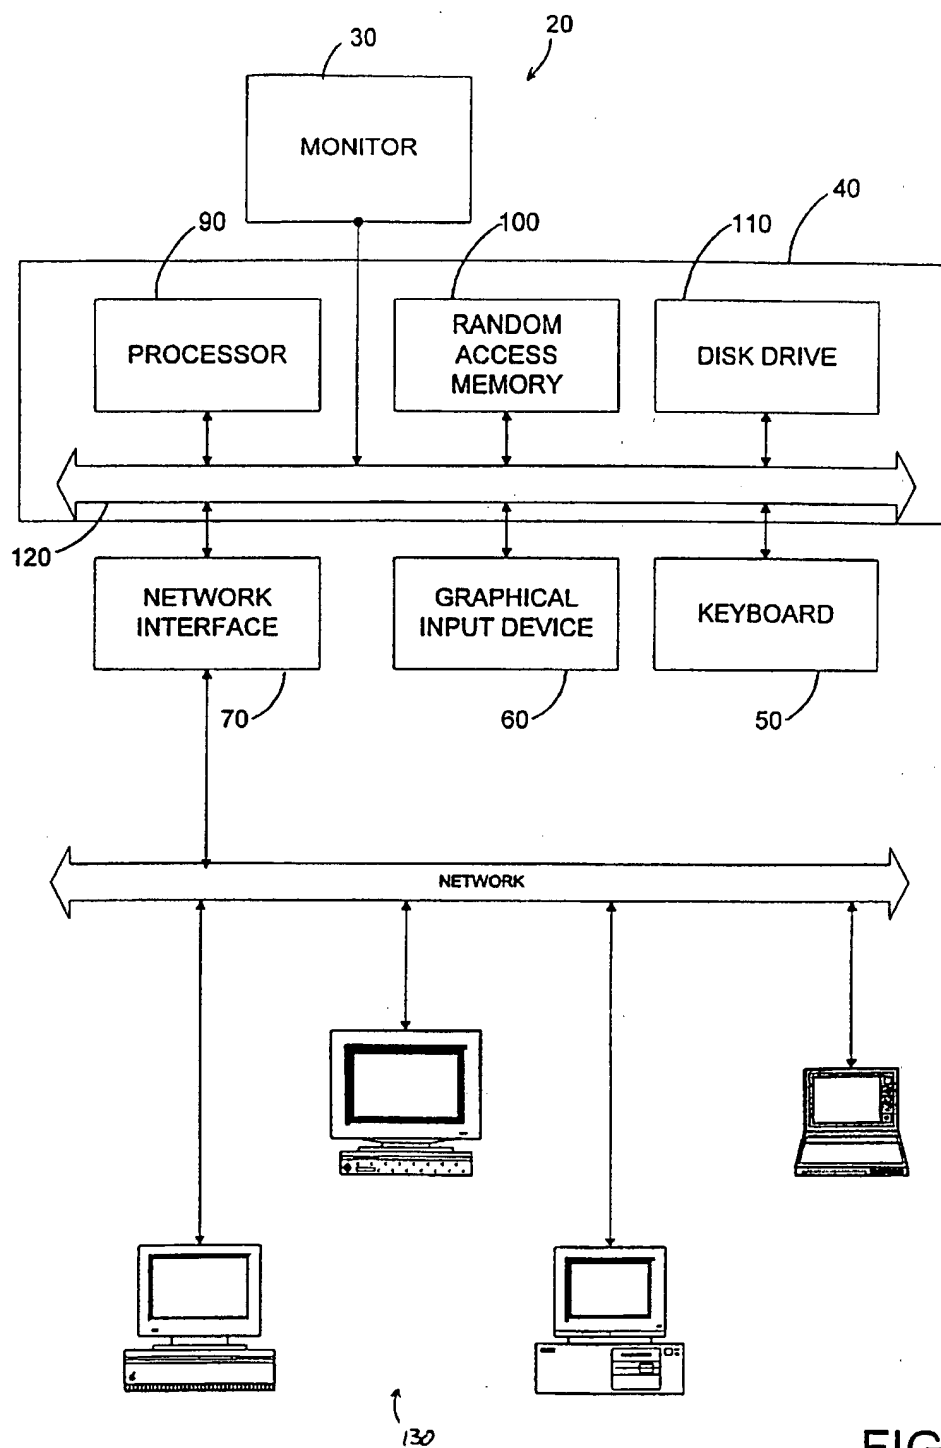 20
30
MONITOR
40
90
100
110
PROCESSOR
RANDOM
ACCESS
MEMORY
DISK DRIVE
120
NETWORK
INTERFACE
GRAPHICAL
INPUT DEVICE
KEYBOARD
70
60
50
NETWORK
130
FIG